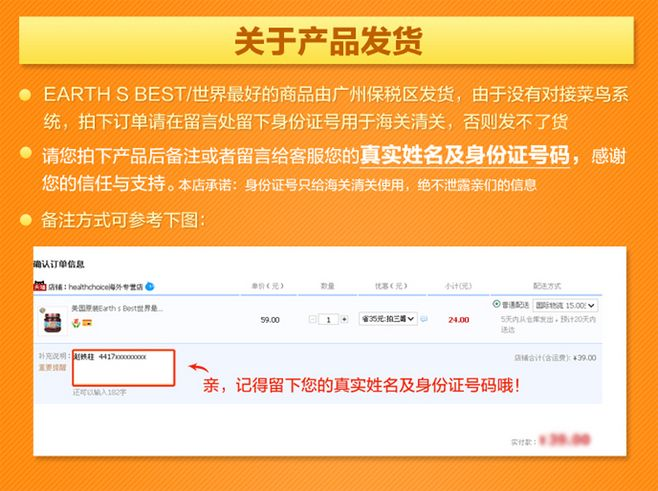 关于产品发货
EARTH S BEST/世界最好的商品由广州保税区发货，由于没有对接菜鸟系
统，拍下订单请在留言处留下身份证号用于海关清关，否则发不了货
请您拍下产品后备注或者留言给客服您的真实姓名及身份证号码，感谢
您的信任与支持。本店承诺：身份证号只给海关清关使用，绝不泄露亲们的信息
备注方式可参考下图：
确认订单信息
店铺：healthchoice海外专营店 单价（元） 数量 优惠（元） 小计(元) 配送方式
美国原装Earth s Best世界最... 59.00 - 1 + 省35元:拍三篇 24.00 普通配送 国际物流 15.00
5天内从仓库发出，预计20天
送达
补充说明： 赵铁柱 4417xxxxxxxxx 店铺合计(含运费)：¥39.00
重要提醒
亲，记得留下您的真实姓名及身份证号码哦！
还可以输入182字
实付款：¥39.00